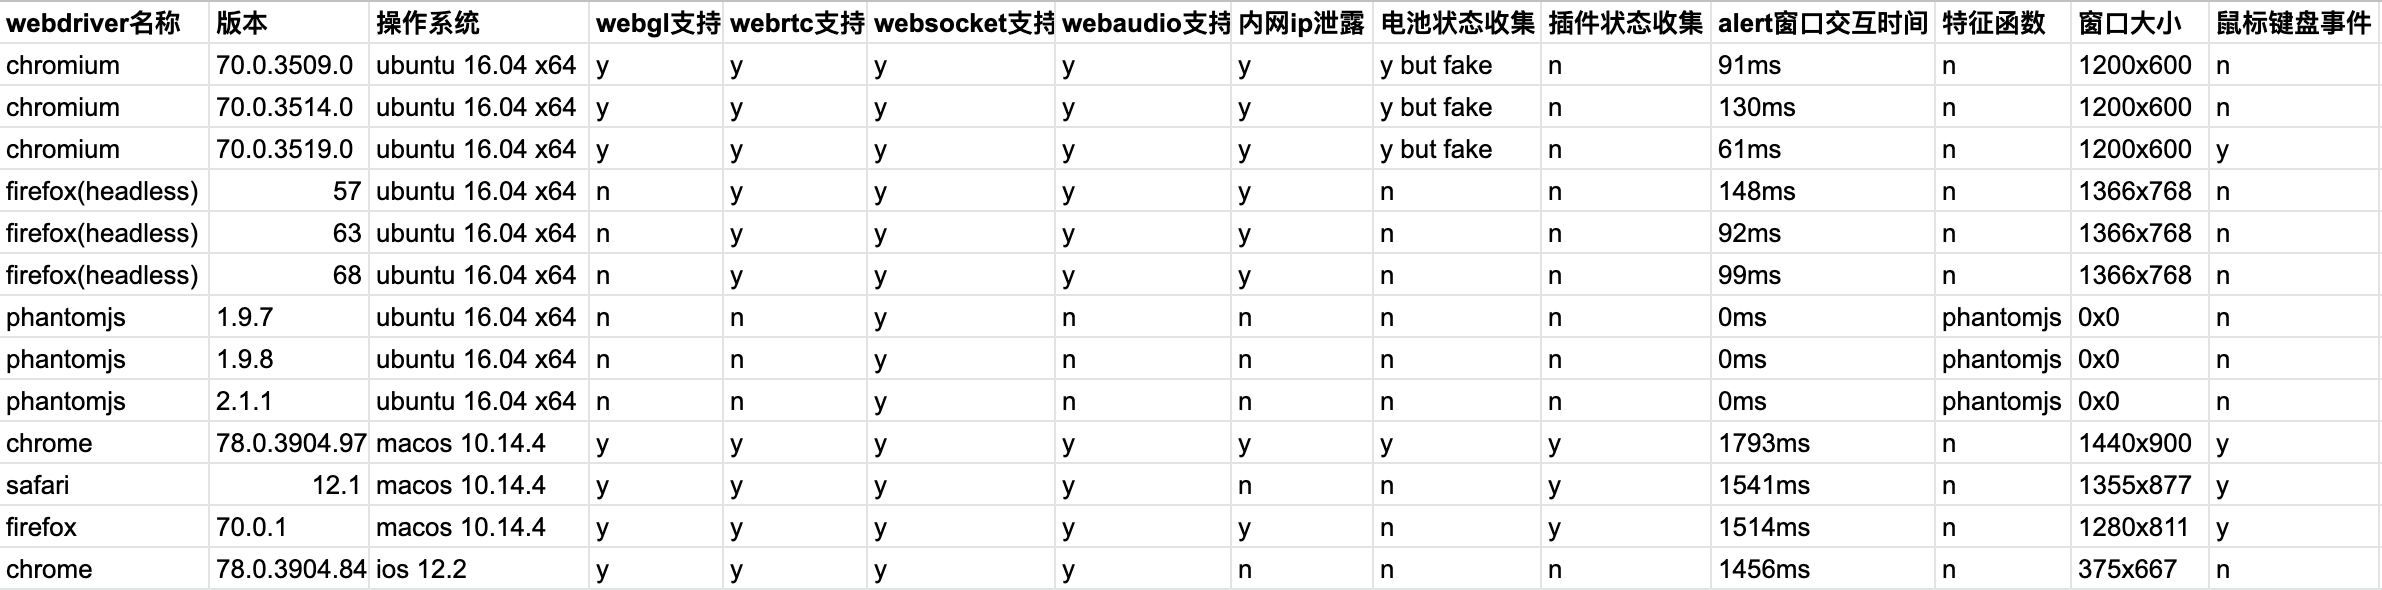 webdriver名称 版本 操作系统 webgl支持 webrtc支持 websocket支持 webaudio支持 内网ip泄露 电池状态收集 插件状态收集 alert窗口交互时间 特征函数 窗口大小 鼠标键盘事件
chromium 70.0.3509.0 ubuntu 16.04 x64 y y y y y y but fake n 91ms n 1200x600 n
chromium 70.0.3514.0 ubuntu 16.04 x64 y y y y y y but fake n 130ms n 1200x600 n
chromium 70.0.3519.0 ubuntu 16.04 x64 y y y y y y but fake n 61ms n 1200x600 y
firefox(headless) 57 ubuntu 16.04 x64 n y y y y n n 148ms n 1366x768 n
firefox(headless) 63 ubuntu 16.04 x64 n y y y y n n 92ms n 1366x768 n
firefox(headless) 68 ubuntu 16.04 x64 n y y y y n n 99ms n 1366x768 n
phantomjs 1.9.7 ubuntu 16.04 x64 n n y n n n n 0ms phantomjs 0x0 n
phantomjs 1.9.8 ubuntu 16.04 x64 n n y n n n n 0ms phantomjs 0x0 n
phantomjs 2.1.1 ubuntu 16.04 x64 n n y n n n n 0ms phantomjs 0x0 n
chrome 78.0.3904.97 macos 10.14.4 y y y y y y y 1793ms n 1440x900 y
safari 12.1 macos 10.14.4 y y y y n n y 1541ms n 1355x877 y
firefox 70.0.1 macos 10.14.4 y y y y y n y 1514ms n 1280x811 y
chrome 78.0.3904.84 ios 12.2 y y y y n n n 1456ms n 375x667 n